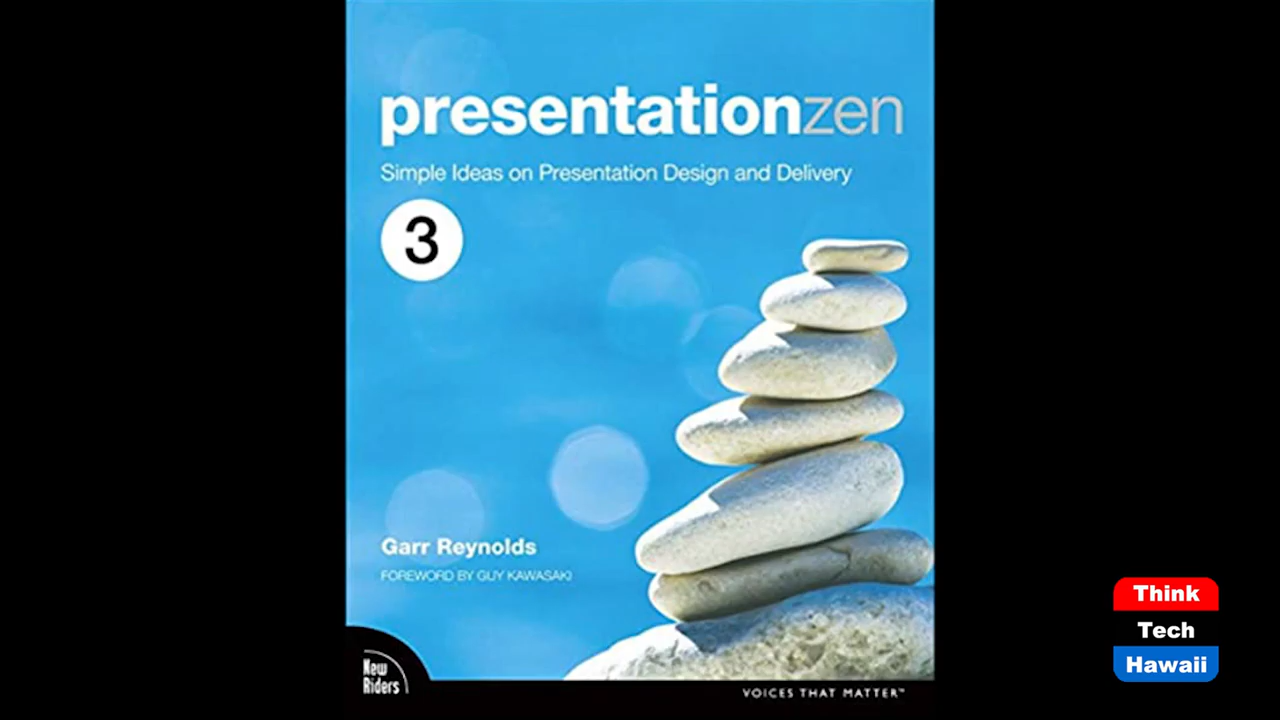 presentationzen
Simple Ideas on Presentation Design and Delivery
3
Garr Reynolds
FOREWORD BY GUY KAWASAKI
New
Riders
VOICES THAT MATTER™
Think
Tech
Hawaii